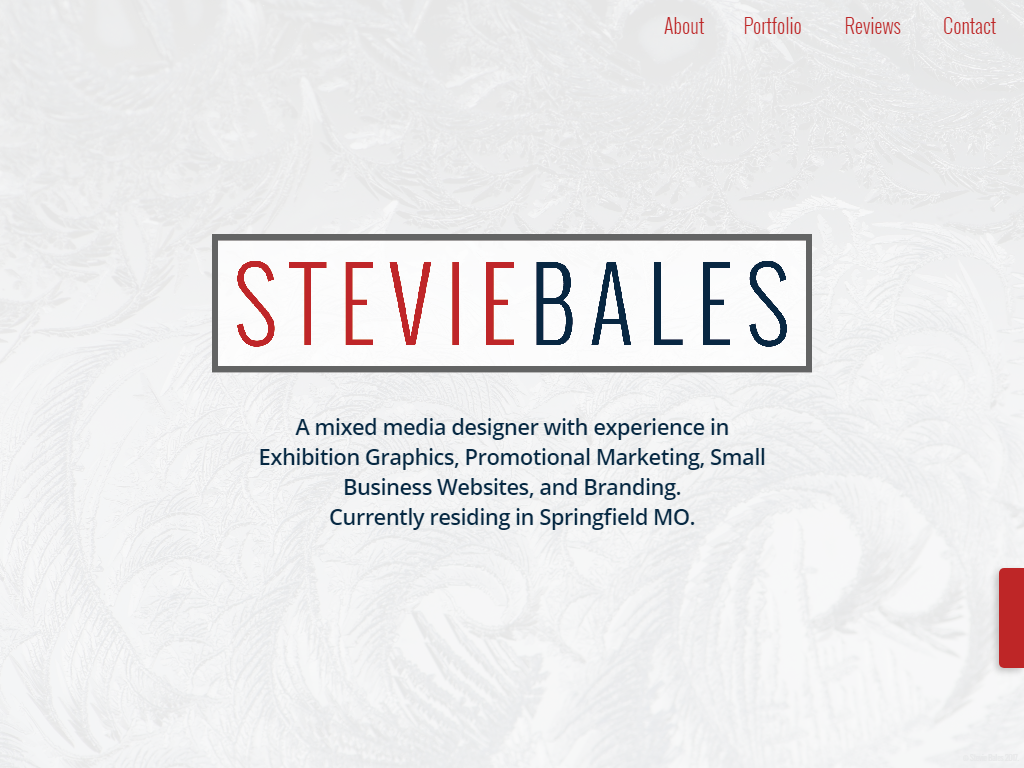 About Portfolio Reviews Contact
STEVIEBALES
A mixed media designer with experience in
Exhibition Graphics, Promotional Marketing, Small
Business Websites, and Branding.
Currently residing in Springfield MO.